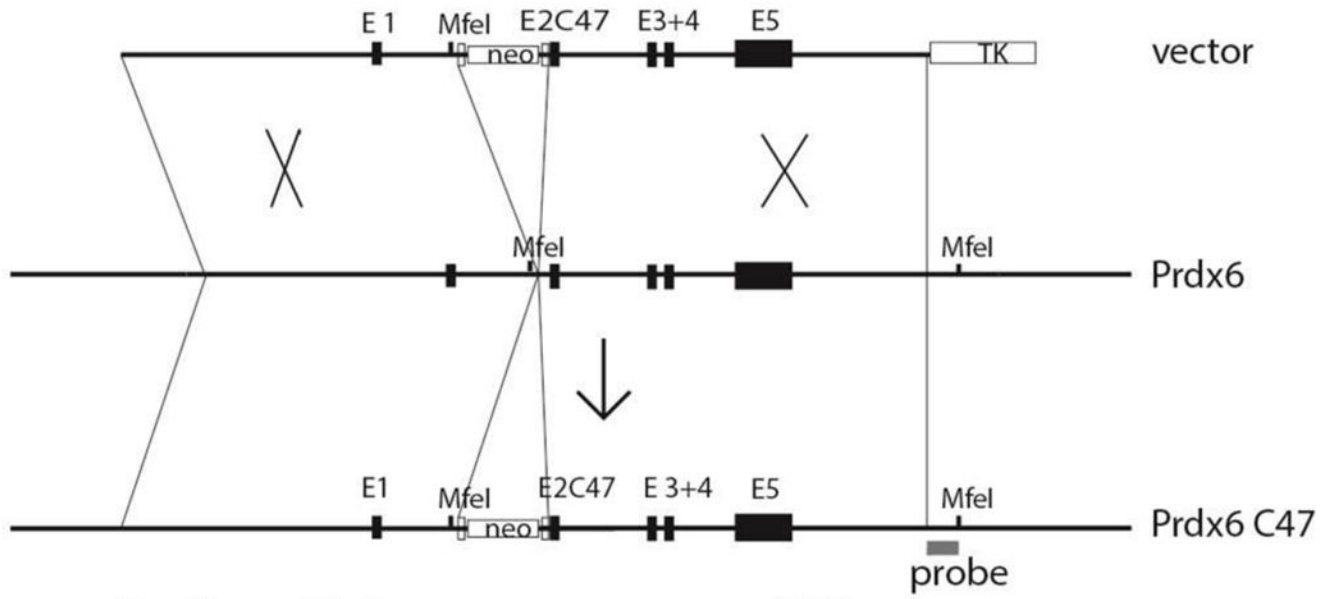 E 1 MfeI E2C47 E3+4 E5
neo TK vector
MfeI MfeI
Prdx6
E1 MfeI E2C47 E 3+4 E5 MfeI
neo Prdx6 C47
probe